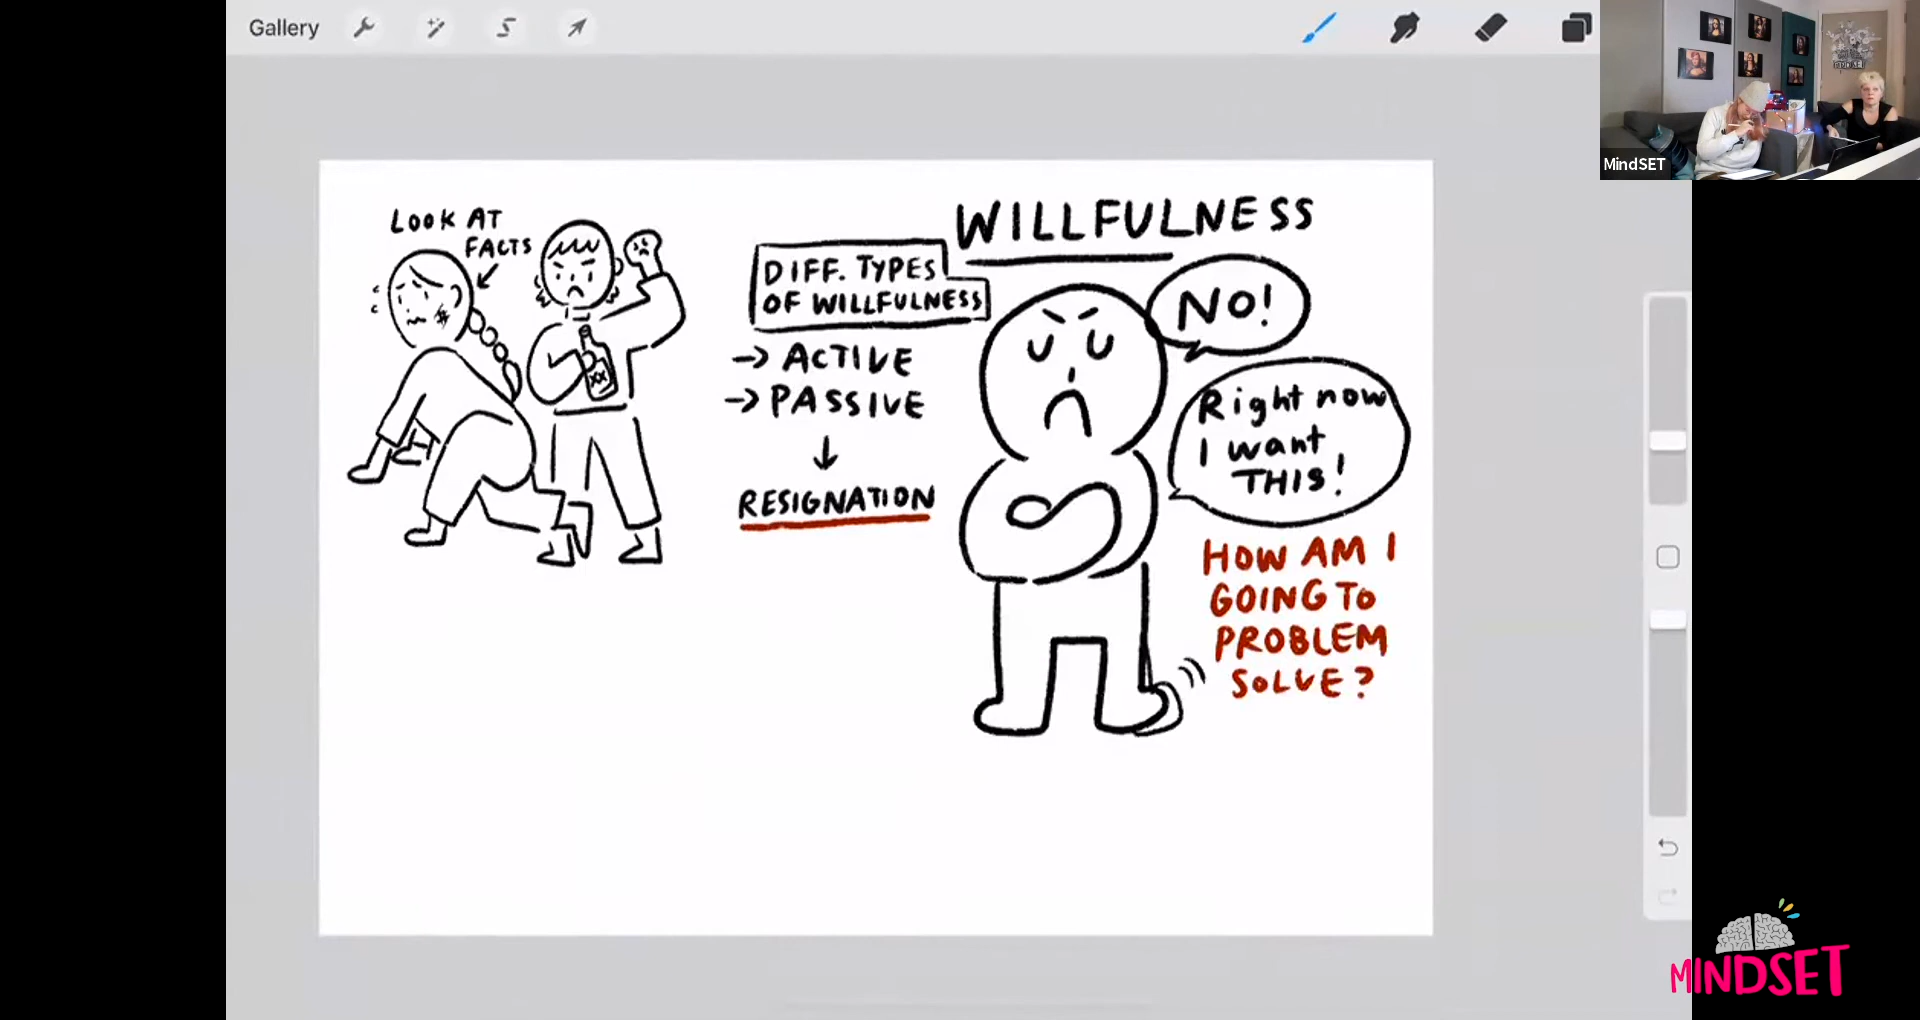 Gallery
MindSET
LOOK AT
FACTS
XX
WILLFULNESS
DIFF. TYPES
OF WILLFULNESS
→ ACTIVE
→ PASSIVE
↓
RESIGNATION
NO!
Right now
I want
THIS!
HOW AM I
GOING TO
PROBLEM
SOLVE?
MINDSET